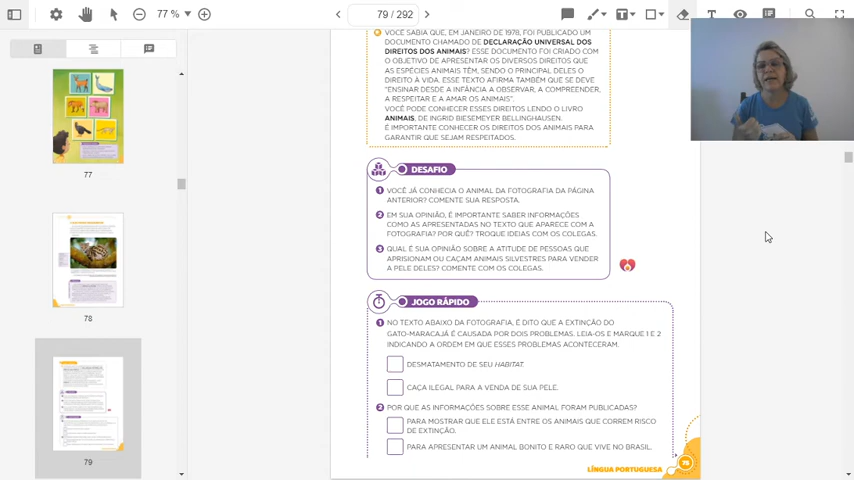 77 %
79 / 292
77
78
79
VOCÊ SABIA QUE, EM JANEIRO DE 1978, FOI PUBLICADO UM
DOCUMENTO CHAMADO DE DECLARAÇÃO UNIVERSAL DOS
DIREITOS DOS ANIMAIS? ESSE DOCUMENTO FOI CRIADO COM
O OBJETIVO DE APRESENTAR OS DIVERSOS DIREITOS QUE
AS ESPÉCIES ANIMAIS TÊM, SENDO O PRINCIPAL DELES O
DIREITO À VIDA. ESSE TEXTO AFIRMA TAMBÉM QUE SE DEVE
"ENSINAR DESDE A INFÂNCIA A OBSERVAR, A COMPREENDER,
A RESPEITAR E A AMAR OS ANIMAIS".
VOCÊ PODE CONHECER ESSES DIREITOS LENDO O LIVRO
ANIMAIS, DE INGRID BIESEMEYER BELLINGHAUSEN.
É IMPORTANTE CONHECER OS DIREITOS DOS ANIMAIS PARA
GARANTIR QUE SEJAM RESPEITADOS.
DESAFIO
1 VOCÊ JÁ CONHECIA O ANIMAL DA FOTOGRAFIA DA PÁGINA
ANTERIOR? COMENTE SUA RESPOSTA.
2 EM SUA OPINIÃO, É IMPORTANTE SABER INFORMAÇÕES
COMO AS APRESENTADAS NO TEXTO QUE APARECE COM A
FOTOGRAFIA? POR QUÊ? TROQUE IDEIAS COM OS COLEGAS.
3 QUAL É SUA OPINIÃO SOBRE A ATITUDE DE PESSOAS QUE
APRISIONAM OU CAÇAM ANIMAIS SILVESTRES PARA VENDER
A PELE DELES? COMENTE COM OS COLEGAS.
JOGO RÁPIDO
1 NO TEXTO ABAIXO DA FOTOGRAFIA, É DITO QUE A EXTINÇÃO DO
GATO-MARACAJÁ É CAUSADA POR DOIS PROBLEMAS. LEIA-OS E MARQUE 1 E 2
INDICANDO A ORDEM EM QUE ESSES PROBLEMAS ACONTECERAM.
DESMATAMENTO DE SEU HABITAT.
CAÇA ILEGAL PARA A VENDA DE SUA PELE.
2 POR QUE AS INFORMAÇÕES SOBRE ESSE ANIMAL FORAM PUBLICADAS?
PARA MOSTRAR QUE ELE ESTÁ ENTRE OS ANIMAIS QUE CORREM RISCO
DE EXTINÇÃO.
PARA APRESENTAR UM ANIMAL BONITO E RARO QUE VIVE NO BRASIL.
LÍNGUA PORTUGUESA